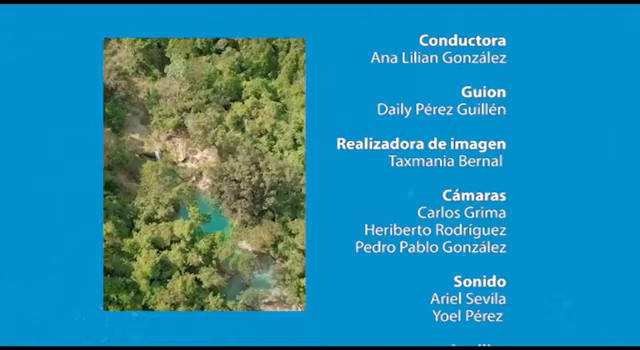 Conductora
Ana Lilian González
Guion
Daily Pérez Guillén
Realizadora de imagen
Taxmania Bernal
Cámaras
Carlos Grima
Heriberto Rodríguez
Pedro Pablo González
Sonido
Ariel Sevila
Yoel Pérez